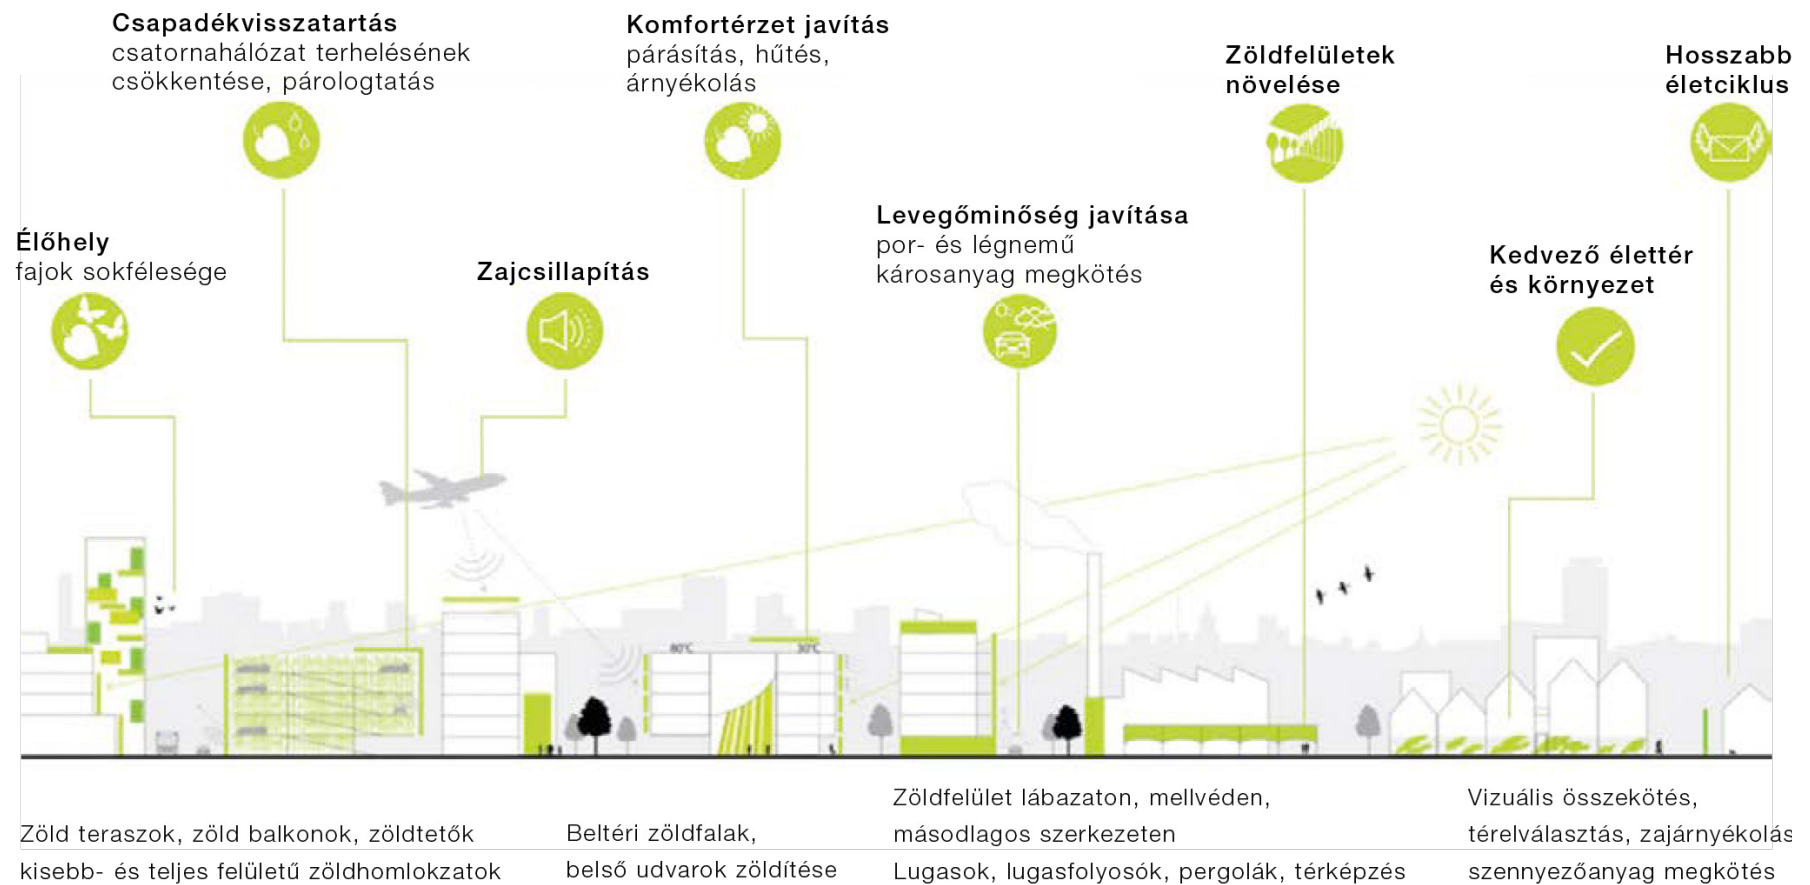 Csapadékvisszatartás
csatornahálózat terhelésének
csökkentése, párologtatás
Komfortérzet javítás
párásítás, hűtés,
árnyékolás
Zöldfelületek
növelése
Hosszabb
életciklus
Élőhely
fajok sokfélesége
Zajcsillapítás
Levegőminőség javítása
por- és légnemű
károsanyag megkötés
Kedvező élettér
és környezet
80°C
30°C
Zöld teraszok, zöld balkonok, zöldtetők
kisebb- és teljes felületű zöldhomlokzatok
Beltéri zöldfalak,
belső udvarok zöldítése
Zöldfelület lábazaton, mellvéden,
másodlagos szerkezeten
Lugasok, lugasfolyosók, pergolák, térképzés
Vizuális összekötés,
térelválasztás, zajárnyékolás
szennyezőanyag megkötés